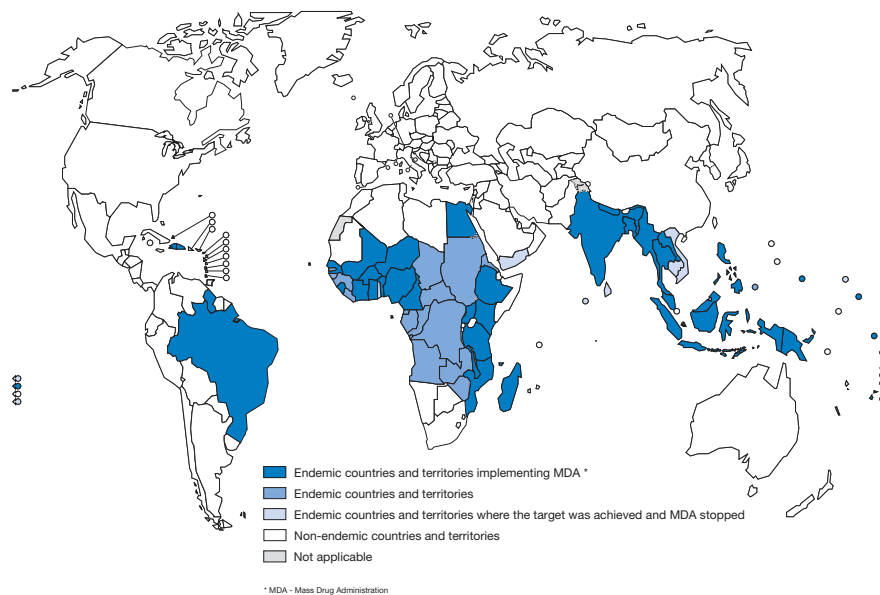 Endemic countries and territories implementing MDA *
Endemic countries and territories
Endemic countries and territories where the target was achieved and MDA stopped
Non-endemic countries and territories
Not applicable
* MDA - Mass Drug Administration